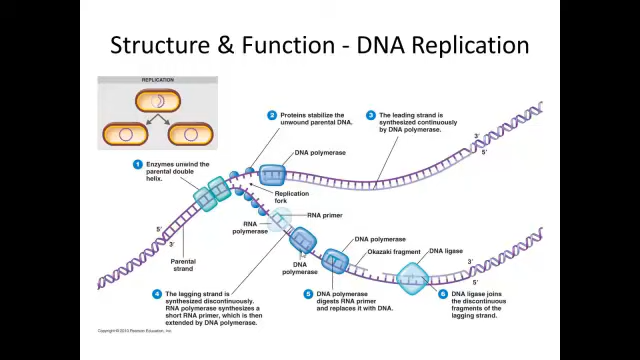 Structure & Function - DNA Replication
REPLICATION
2 Proteins stabilize the
unwound parental DNA.
3 The leading strand is
synthesized continuously
by DNA polymerase.
3′
5′
DNA polymerase
1 Enzymes unwind the
parental double
helix.
Replication
fork
RNA primer
RNA
polymerase
5′
3′
Parental
strand
DNA polymerase
Okazaki fragment
DNA ligase
DNA
polymerase
3′
5′
4 The lagging strand is
synthesized discontinuously.
RNA polymerase synthesizes a
short RNA primer, which is then
extended by DNA polymerase.
5 DNA polymerase
digests RNA primer
and replaces it with DNA.
6 DNA ligase joins
the discontinuous
fragments of the
lagging strand.
Copyright © 2010 Pearson Education, Inc.